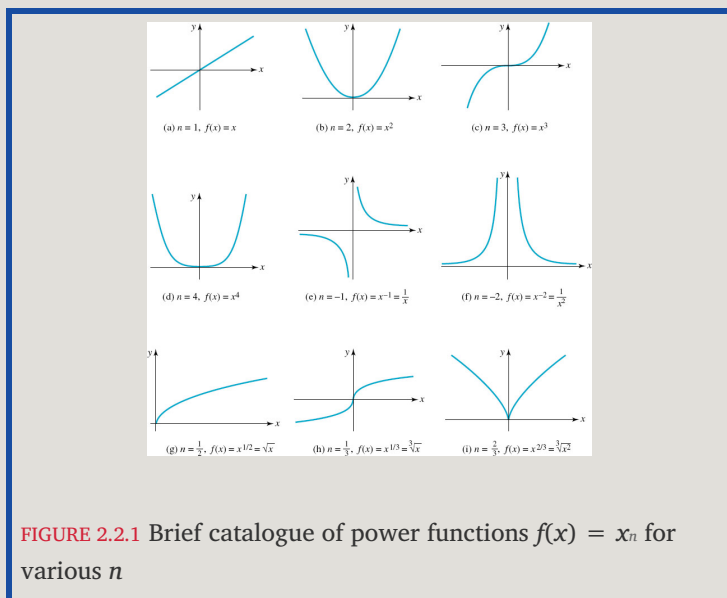 y
x
(a) n = 1, f(x) = x
y
x
(b) n = 2, f(x) = x²
y
x
(c) n = 3, f(x) = x³
y
x
(d) n = 4, f(x) = x⁴
y
x
(e) n = −1, f(x) = x⁻¹ = 1/x
y
x
(f) n = −2, f(x) = x⁻² = 1/x²
y
x
(g) n = 1/2, f(x) = x^{1/2} = √x
y
x
(h) n = 1/3, f(x) = x^{1/3} = ∛x
y
x
(i) n = 2/3, f(x) = x^{2/3} = ∛x²
FIGURE 2.2.1 Brief catalogue of power functions f(x) = xₙ for
various n